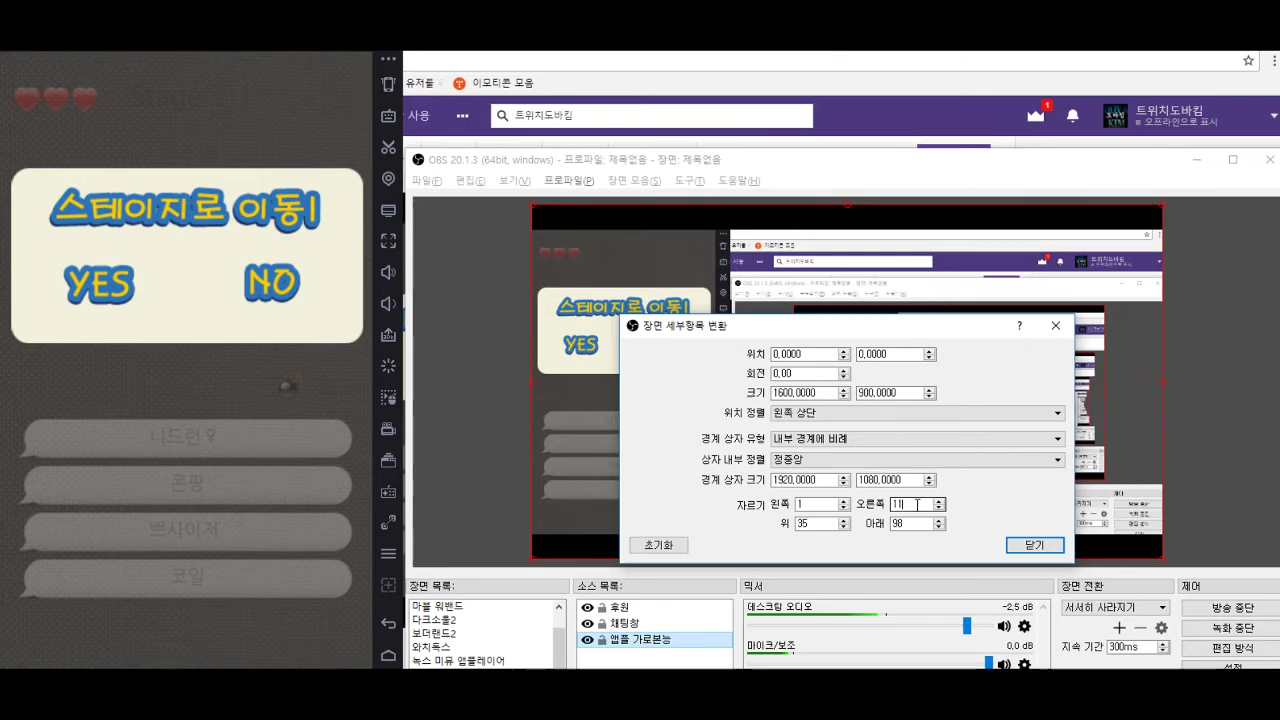 유저들
이모티콘 모음
사용
트위치도바킴
1
트위치도바킴
오프라인으로 표시
OBS 20.1.3 (64bit, windows) - 프로파일: 제목없음 - 장면: 제목없음
파일(F) 편집(E) 보기(V) 프로파일(P) 장면 모음(S) 도구(T) 도움말(H)
스테이지로 이동!
YES NO
니드런♀
콘팡
쁘사이저
코일
스테이지로 이동!
YES
장면 세부항목 변환
위치 0,0000 0,0000
회전 0,00
크기 1600,0000 900,0000
위치 정렬 왼쪽 상단
경계 상자 유형 내부 경계에 비례
상자 내부 정렬 정중앙
경계 상자 크기 1920,0000 1080,0000
자르기 왼쪽 1 오른쪽 11
위 35 아래 98
초기화 닫기
장면 목록: 소스 목록: 믹서 장면 전환 제어
마블 워밴드
다크소울2
보더랜드2
와치독스
녹스 미뮤 앱플레이어
후원
채팅창
앱플 가로본능
데스크탑 오디오 -2,5 dB
마이크/보조 0,0 dB
서서히 사라지기
지속 기간 300ms
방송 중단
녹화 중단
편집 방식
설정